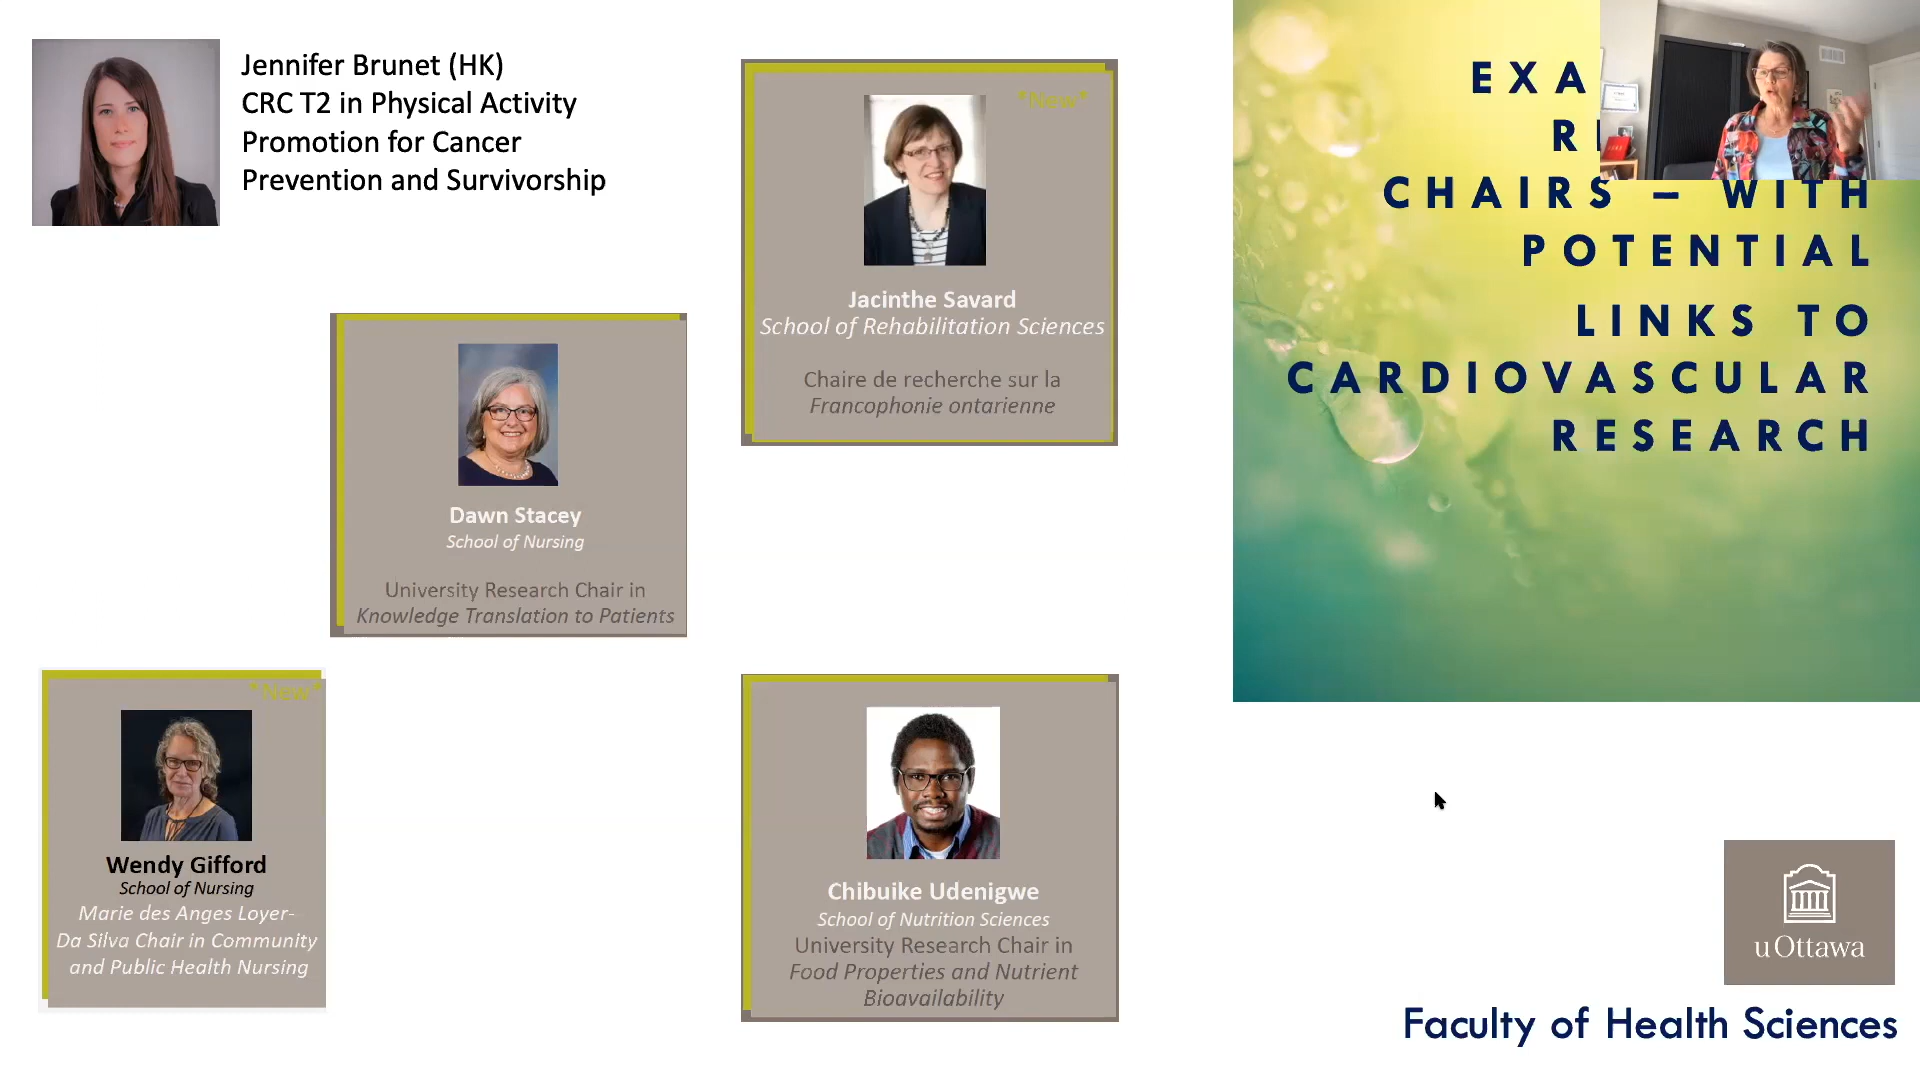 Jennifer Brunet (HK)
CRC T2 in Physical Activity
Promotion for Cancer
Prevention and Survivorship
*New*
Jacinthe Savard
School of Rehabilitation Sciences
Chaire de recherche sur la
Francophonie ontarienne
Dawn Stacey
School of Nursing
University Research Chair in
Knowledge Translation to Patients
*New*
Wendy Gifford
School of Nursing
Marie des Anges Loyer-
Da Silva Chair in Community
and Public Health Nursing
Chibuike Udenigwe
School of Nutrition Sciences
University Research Chair in
Food Properties and Nutrient
Bioavailability
CHAIRS – WITH
POTENTIAL
LINKS TO
CARDIOVASCULAR
RESEARCH
uOttawa
Faculty of Health Sciences